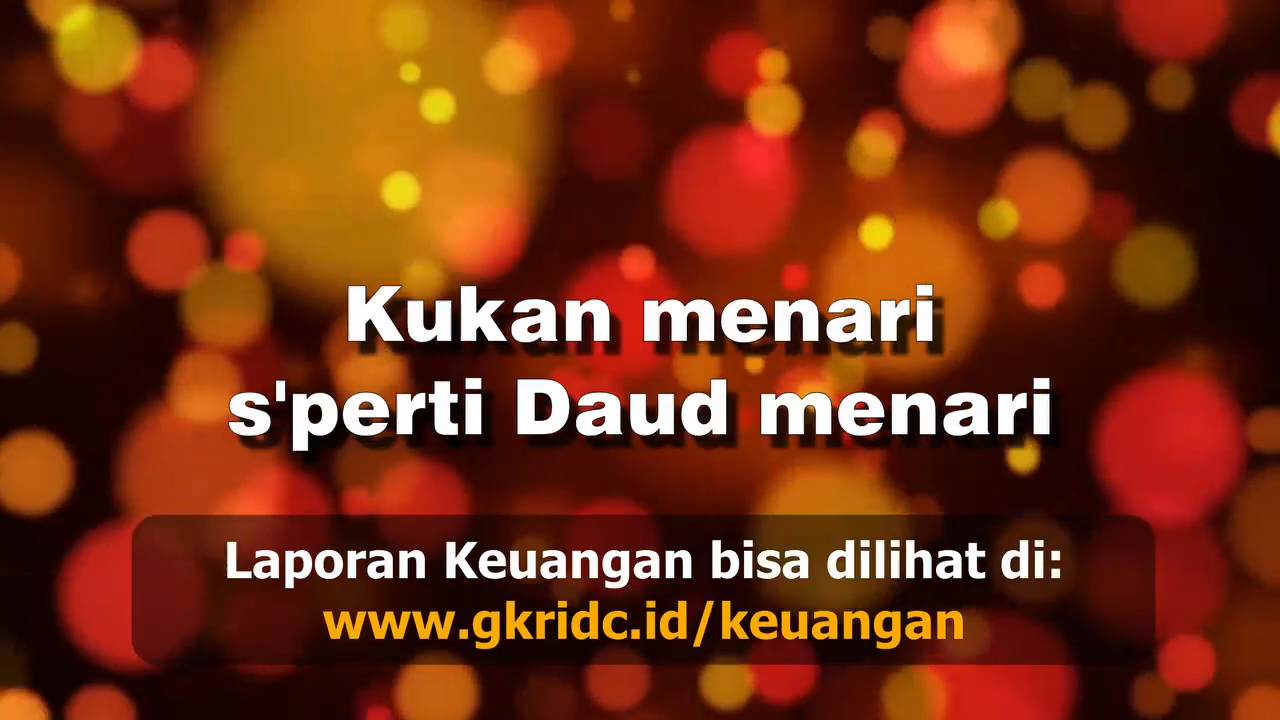 Kukan menari
s'perti Daud menari
Laporan Keuangan bisa dilihat di:
www.gkridc.id/keuangan